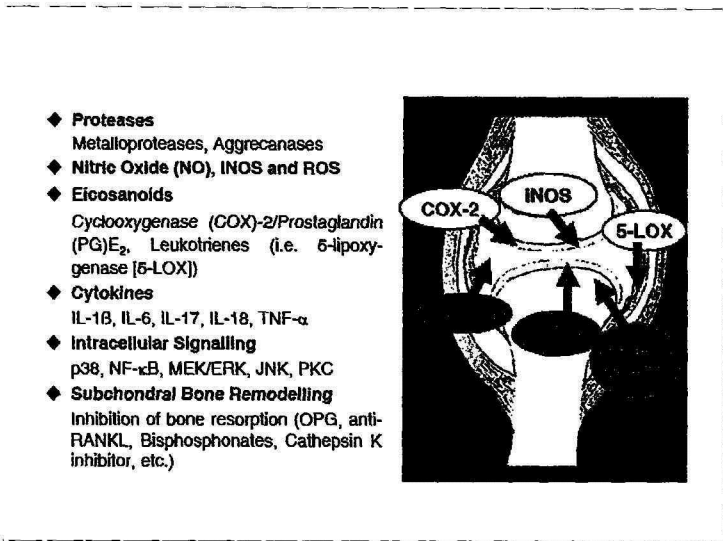 ◆ Proteases
Metalloproteases, Aggrecanases
◆ Nitric Oxide (NO), iNOS and ROS
◆ Eicosanoids
Cyclooxygenase (COX)-2/Prostaglandin
(PG)E₂, Leukotrienes (i.e. 5-lipoxy-
genase [5-LOX])
◆ Cytokines
IL-1β, IL-6, IL-17, IL-18, TNF-α
◆ Intracellular Signalling
p38, NF-κB, MEK/ERK, JNK, PKC
◆ Subchondral Bone Remodelling
Inhibition of bone resorption (OPG, anti-
RANKL, Bisphosphonates, Cathepsin K
inhibitor, etc.)
iNOS
COX-2
5-LOX